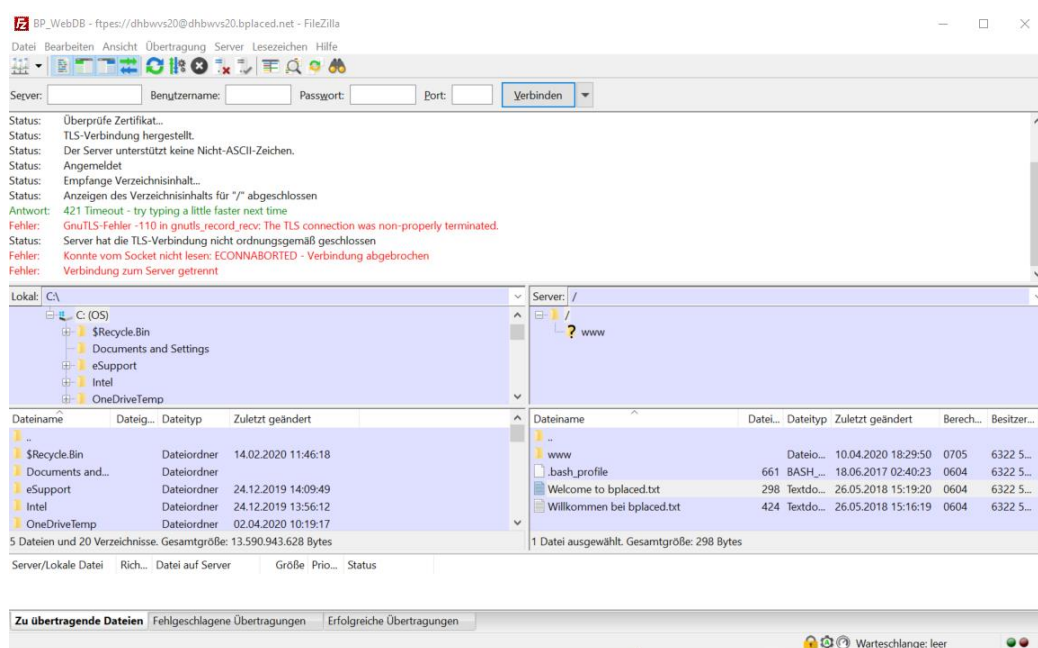 BP_WebDB - ftpes://dhbwvs20@dhbwvs20.bplaced.net - FileZilla
Datei Bearbeiten Ansicht Übertragung Server Lesezeichen Hilfe
Server: Benutzername: Passwort: Port: Verbinden
Status: Überprüfe Zertifikat...
Status: TLS-Verbindung hergestellt.
Status: Der Server unterstützt keine Nicht-ASCII-Zeichen.
Status: Angemeldet
Status: Empfange Verzeichnisinhalt...
Status: Anzeigen des Verzeichnisinhalts für "/" abgeschlossen
Antwort: 421 Timeout - try typing a little faster next time
Fehler: GnuTLS-Fehler -110 in gnutls_record_recv: The TLS connection was non-properly terminated.
Status: Server hat die TLS-Verbindung nicht ordnungsgemäß geschlossen
Fehler: Konnte vom Socket nicht lesen: ECONNABORTED - Verbindung abgebrochen
Fehler: Verbindung zum Server getrennt
Lokal: C:\
C: (OS)
$Recycle.Bin
Documents and Settings
eSupport
Intel
OneDriveTemp
Server: /
/
? www
Dateiname Dateig... Dateityp Zuletzt geändert
..
$Recycle.Bin Dateiordner 14.02.2020 11:46:18
Documents and... Dateiordner
eSupport Dateiordner 24.12.2019 14:09:49
Intel Dateiordner 24.12.2019 13:56:12
OneDriveTemp Dateiordner 02.04.2020 10:19:17
5 Dateien und 20 Verzeichnisse. Gesamtgröße: 13.590.943.628 Bytes
Dateiname Datei... Dateityp Zuletzt geändert Berech... Besitzer...
..
www Dateio... 10.04.2020 18:29:50 0705 6322 5...
.bash_profile 661 BASH_... 18.06.2017 02:40:23 0604 6322 5...
Welcome to bplaced.txt 298 Textdo... 26.05.2018 15:19:20 0604 6322 5...
Willkommen bei bplaced.txt 424 Textdo... 26.05.2018 15:16:19 0604 6322 5...
1 Datei ausgewählt. Gesamtgröße: 298 Bytes
Server/Lokale Datei Rich... Datei auf Server Größe Prio... Status
Zu übertragende Dateien Fehlgeschlagene Übertragungen Erfolgreiche Übertragungen
Warteschlange: leer